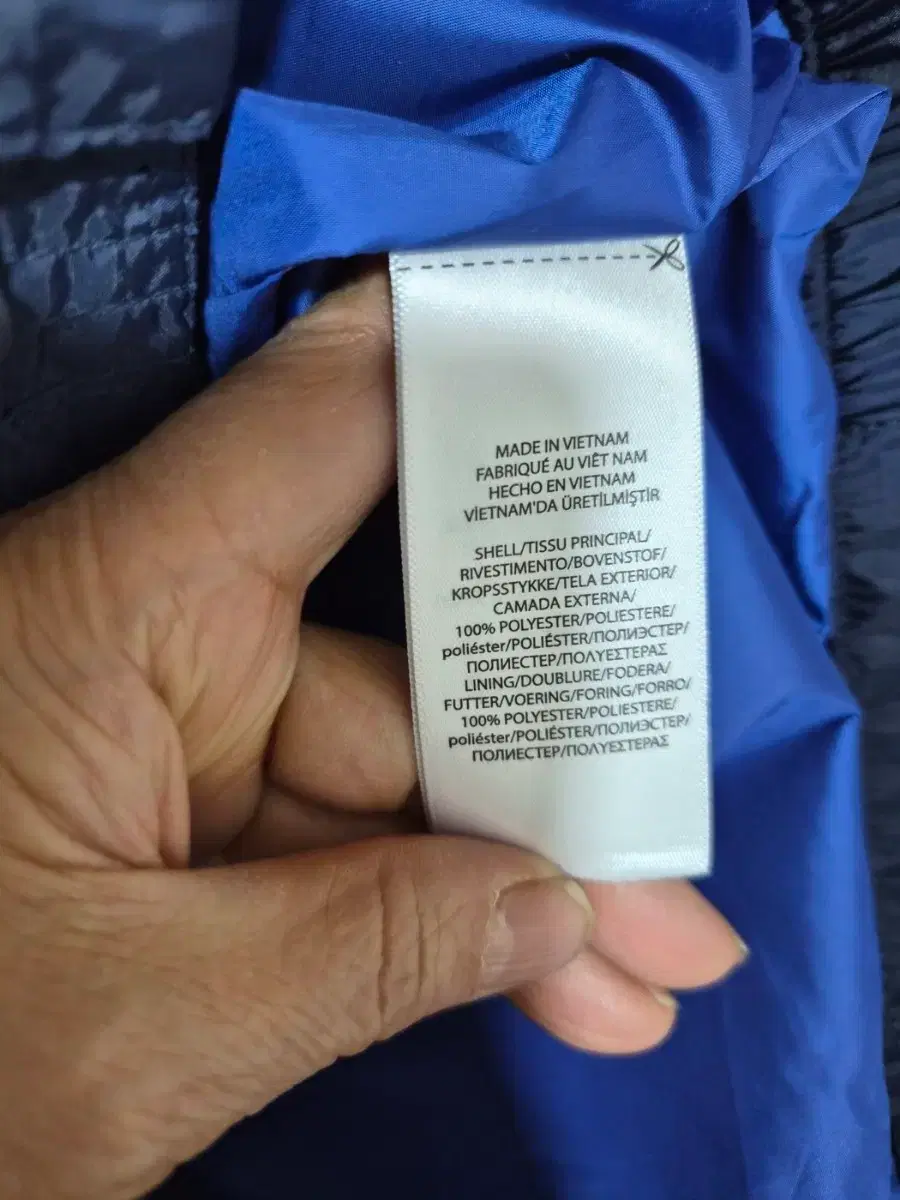 MADE IN VIETNAM
FABRIQUÉ AU VIÊT NAM
HECHO EN VIETNAM
VİETNAM'DA ÜRETİLMİŞTİR
SHELL/TISSU PRINCIPAL/
RIVESTIMENTO/BOVENSTOF/
KROPSSTYKKE/TELA EXTERIOR/
CAMADA EXTERNA/
100% POLYESTER/POLIESTERE/
poliéster/POLIÉSTER/ПОЛИЭСТЕР/
ПОЛИЕСТЕР/ΠΟΛΥΕΣΤΕΡΑΣ
LINING/DOUBLURE/FODERA/
FUTTER/VOERING/FORING/FORRO/
100% POLYESTER/POLIESTERE/
poliéster/POLIÉSTER/ПОЛИЭСТЕР/
ПОЛИЕСТЕР/ΠΟΛΥΕΣΤΕΡΑΣ